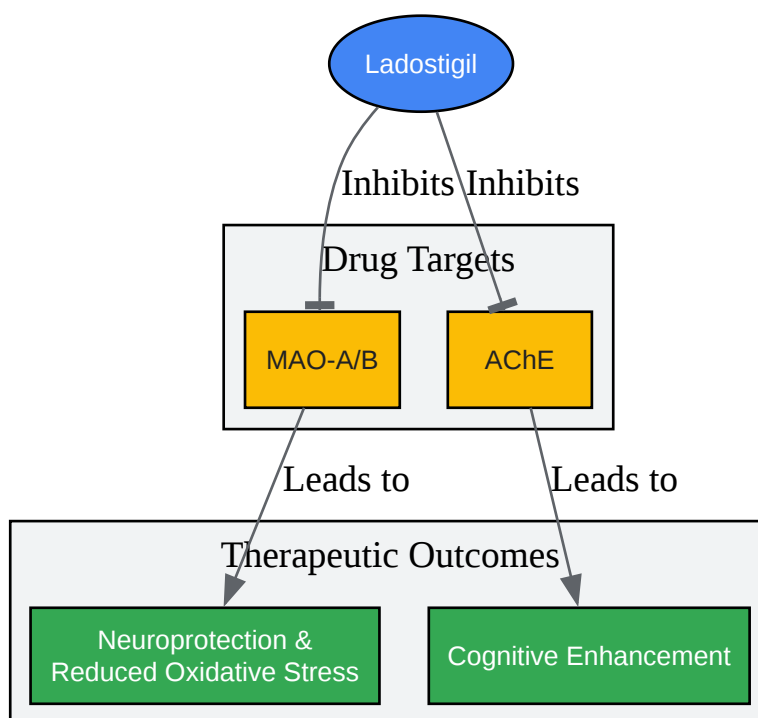 Ladostigil
Inhibits Inhibits
Drug Targets
MAO-A/B AChE
Leads to Leads to
Therapeutic Outcomes
Neuroprotection &
Reduced Oxidative Stress
Cognitive Enhancement